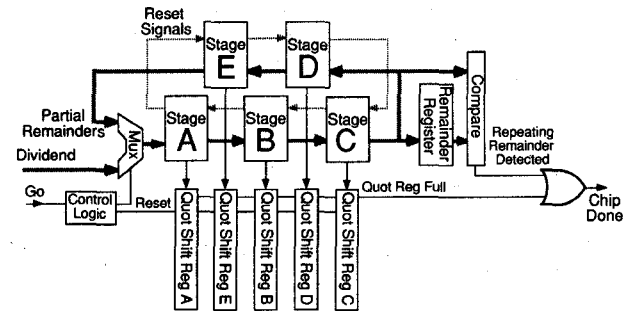 Reset
Signals
Stage
E
Stage
D
Partial
Remainders
Mux
Stage
A
Stage
B
Stage
C
Remainder
Register
Compare
Repeating
Remainder
Detected
Dividend
Go
Control
Logic
Reset
Quot Shift Reg A
Quot Shift Reg E
Quot Shift Reg B
Quot Shift Reg D
Quot Shift Reg C
Quot Reg Full
Chip
Done